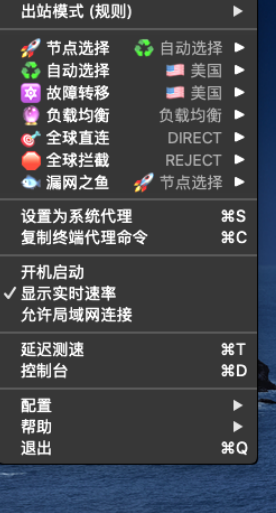 出站模式 (规则)
节点选择 自动选择
自动选择 美国
故障转移 美国
负载均衡 负载均衡
全球直连 DIRECT
全球拦截 REJECT
漏网之鱼 节点选择
设置为系统代理 ⌘S
复制终端代理命令 ⌘C
开机启动
✓ 显示实时速率
允许局域网连接
延迟测速 ⌘T
控制台 ⌘D
配置
帮助
退出 ⌘Q